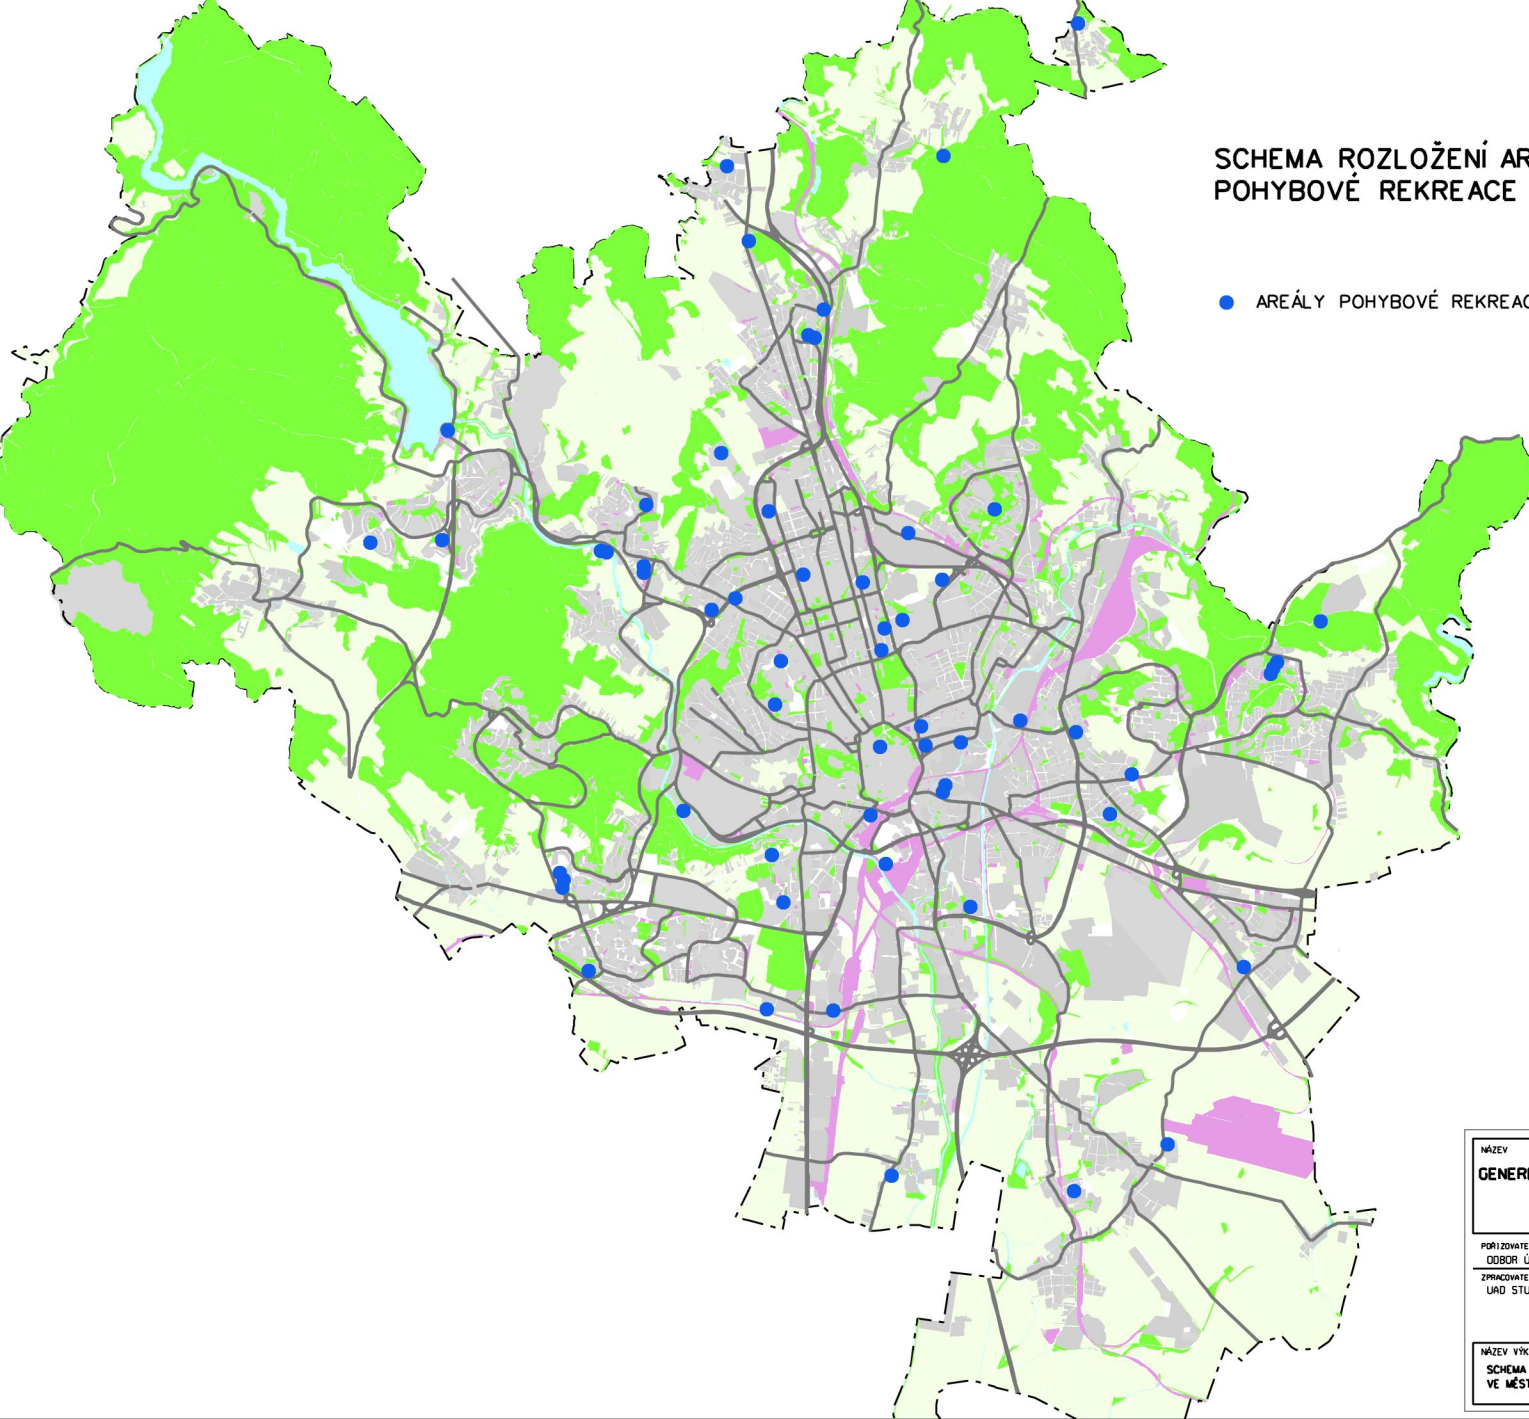 SCHEMA ROZLOŽENÍ AR
POHYBOVÉ REKREACE
AREÁLY POHYBOVÉ REKREAC
NÁZEV
GENER
POŘIZOVATE
ODBOR Ú
ZPRACOVATE
UAD STU
NÁZEV VÝK
SCHEMA
VE MĚST